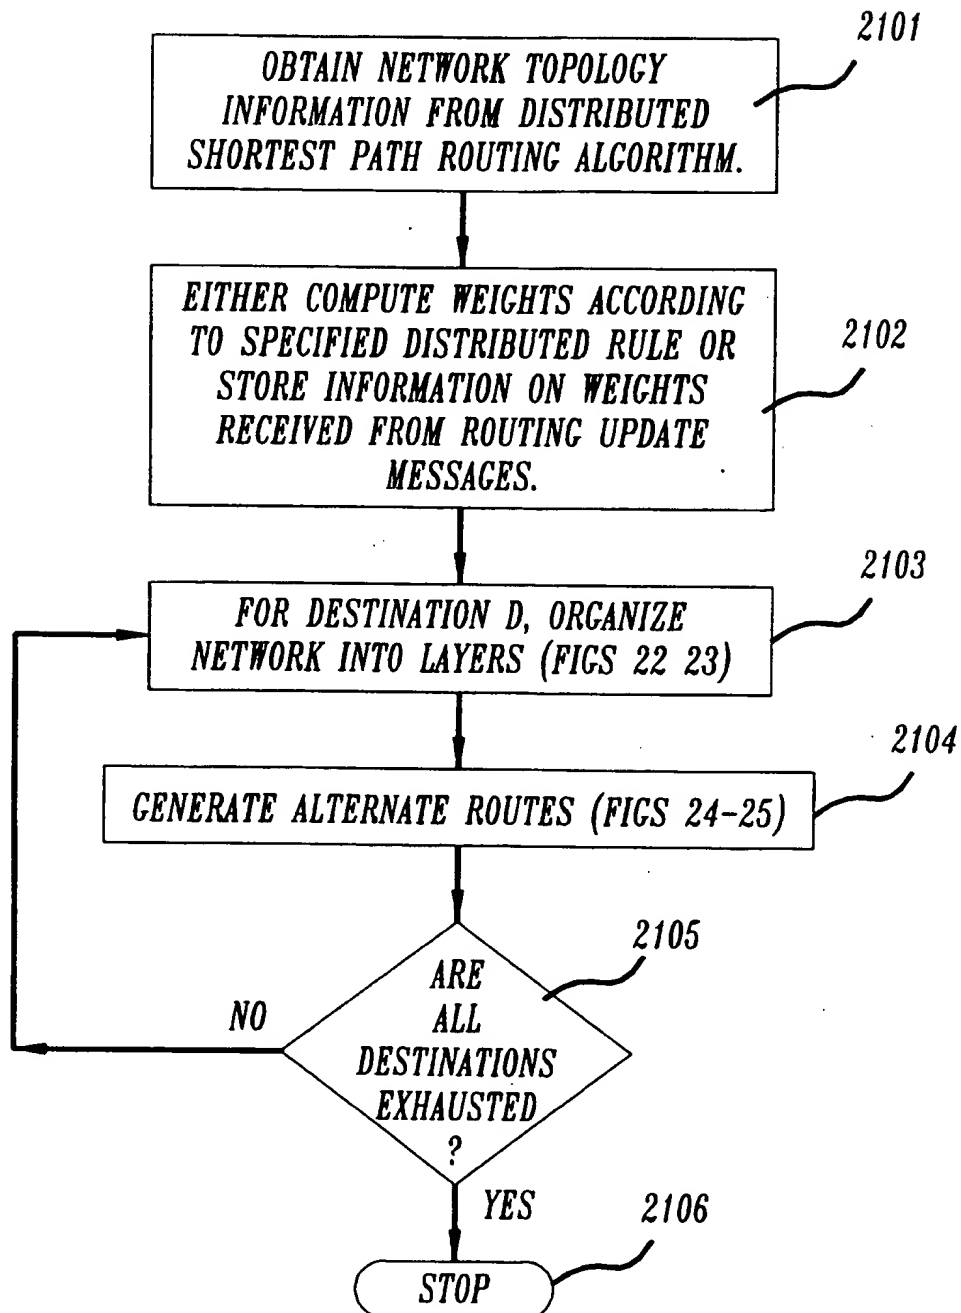 2101
OBTAIN NETWORK TOPOLOGY
INFORMATION FROM DISTRIBUTED
SHORTEST PATH ROUTING ALGORITHM.
EITHER COMPUTE WEIGHTS ACCORDING
TO SPECIFIED DISTRIBUTED RULE OR
STORE INFORMATION ON WEIGHTS
RECEIVED FROM ROUTING UPDATE
MESSAGES.
2102
2103
FOR DESTINATION D, ORGANIZE
NETWORK INTO LAYERS (FIGS 22 23)
2104
GENERATE ALTERNATE ROUTES (FIGS 24-25)
2105
ARE
ALL
DESTINATIONS
EXHAUSTED
?
NO
YES
2106
STOP